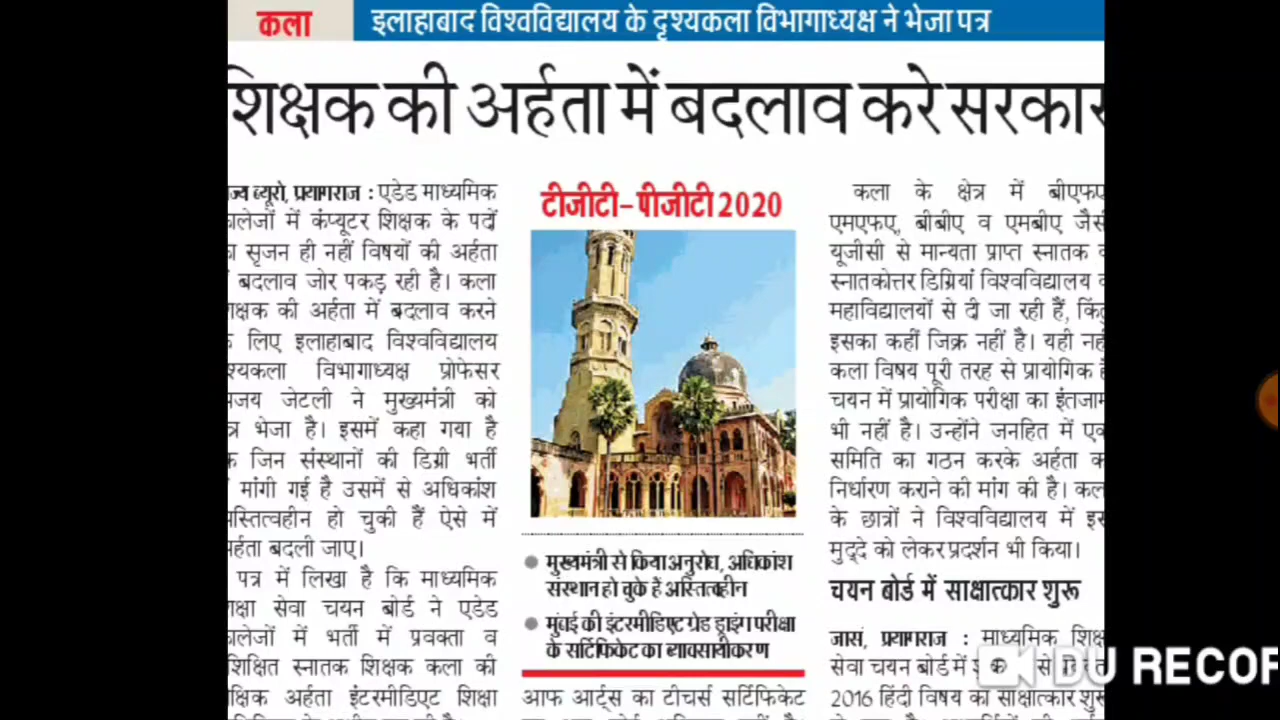 कला
इलाहाबाद विश्वविद्यालय के दृश्यकला विभागाध्यक्ष ने भेजा पत्र
शिक्षक की अर्हता में बदलाव करे सरकार
ज्य ब्यूरो, प्रयागराज : एडेड माध्यमिक
ालेजों में कंप्यूटर शिक्षक के पदों
ा सृजन ही नहीं विषयों की अर्हता
बदलाव जोर पकड़ रही है। कला
ाक्षक की अर्हता में बदलाव करने
लिए इलाहाबाद विश्वविद्यालय
श्यकला विभागाध्यक्ष प्रोफेसर
जय जेटली ने मुख्यमंत्री को
त्र भेजा है। इसमें कहा गया है
जिन संस्थानों की डिग्री भर्ती
मांगी गई है उसमें से अधिकांश
स्तित्वहीन हो चुकी हैं ऐसे में
र्हता बदली जाए।
पत्र में लिखा है कि माध्यमिक
क्षा सेवा चयन बोर्ड ने एडेड
ालेजों में भर्ती में प्रवक्ता व
शिक्षित स्नातक शिक्षक कला की
क्षिक अर्हता इंटरमीडिएट शिक्षा
टीजीटी-पीजीटी 2020
मुख्यमंत्री से किया अनुरोध, अधिकांश
संस्थान हो चुके हैं अस्तित्वहीन
मुंबई की इंटरमीडिएट ग्रेड ड्राइंग परीक्षा
के सर्टिफिकेट का व्यावसायीकरण
आफ आर्ट्स का टीचर्स सर्टिफिकेट
कला के क्षेत्र में बीएफए
एमएफए, बीबीए व एमबीए जैसी
यूजीसी से मान्यता प्राप्त स्नातक व
स्नातकोत्तर डिग्रियां विश्वविद्यालय व
महाविद्यालयों से दी जा रही हैं, किंतु
इसका कहीं जिक्र नहीं है। यही नहीं
कला विषय पूरी तरह से प्रायोगिक है
चयन में प्रायोगिक परीक्षा का इंतजाम
भी नहीं है। उन्होंने जनहित में एक
समिति का गठन करके अर्हता का
निर्धारण कराने की मांग की है। कला
के छात्रों ने विश्वविद्यालय में इस
मुद्दे को लेकर प्रदर्शन भी किया।
चयन बोर्ड में साक्षात्कार शुरू
जासं, प्रयागराज : माध्यमिक शिक्षा
सेवा चयन बोर्ड में
2016 हिंदी विषय का साक्षात्कार शुरू
DU RECOR